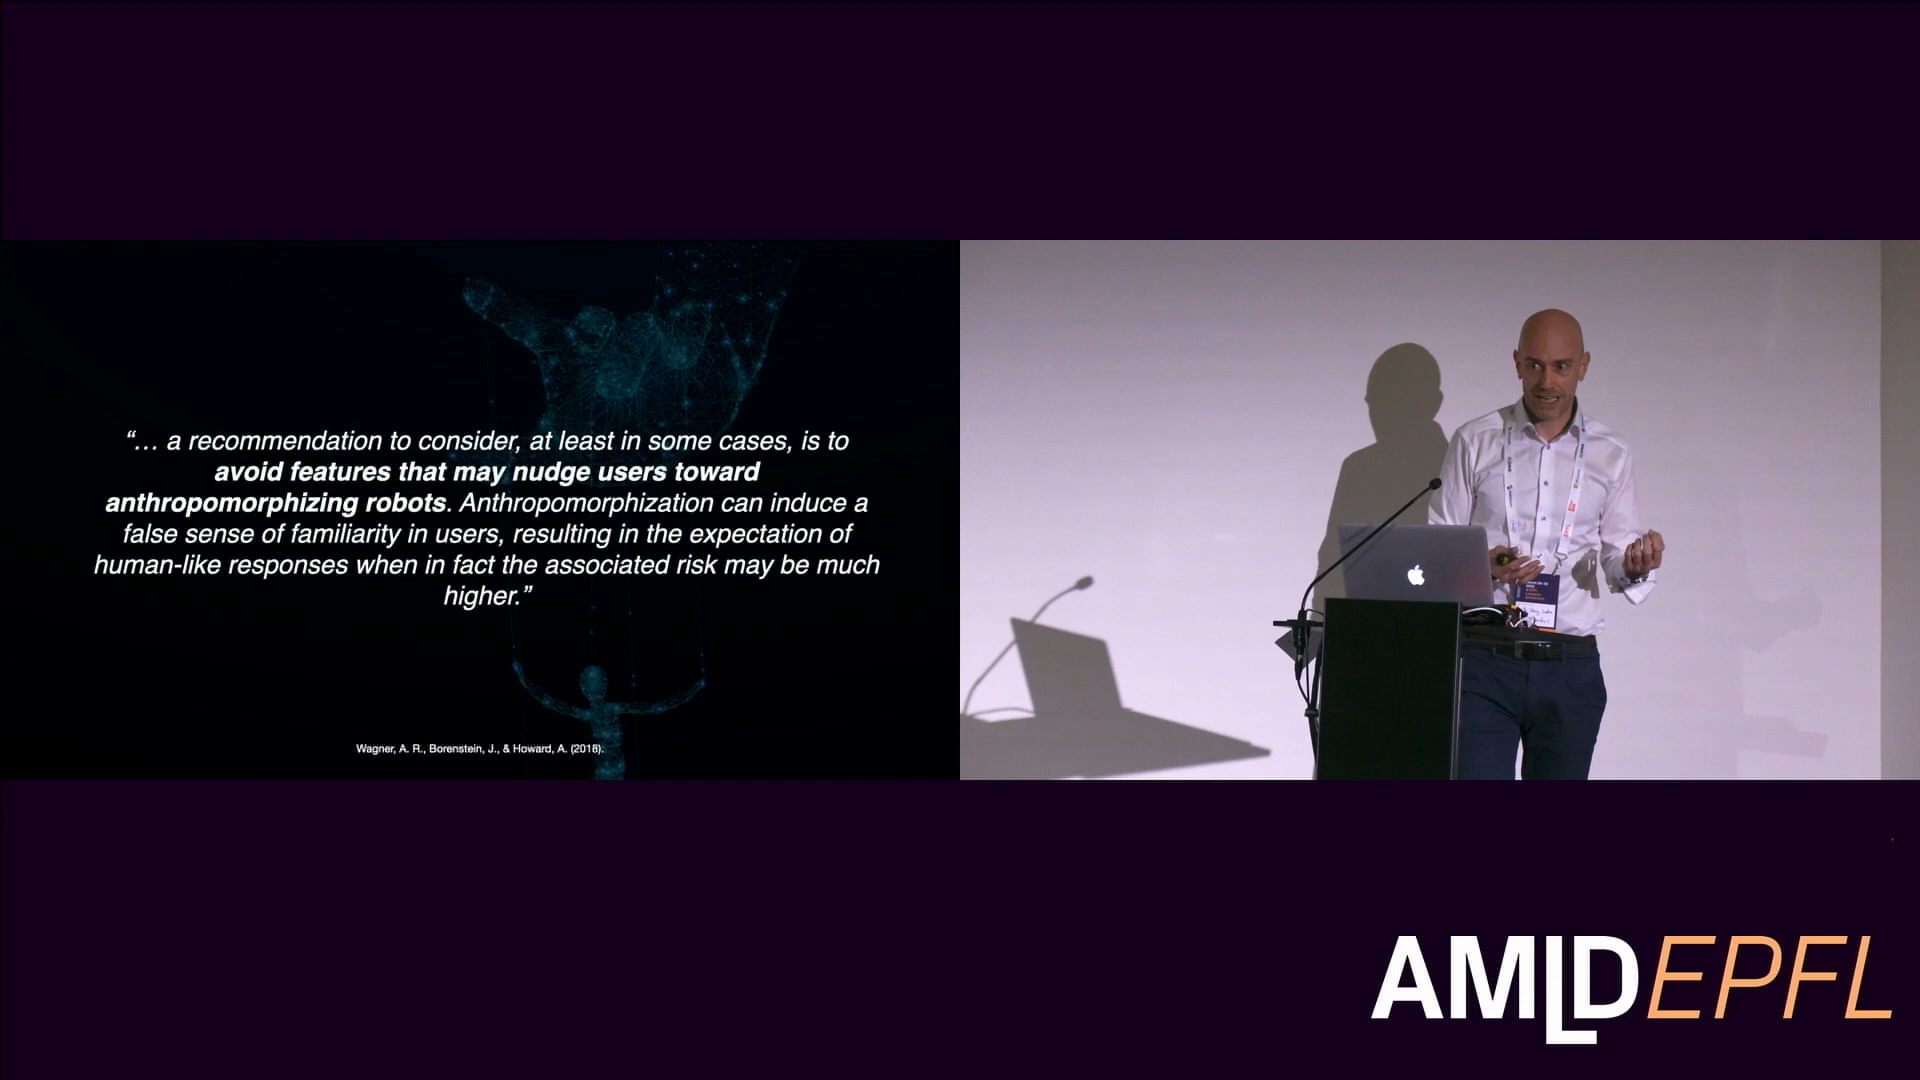 “… a recommendation to consider, at least in some cases, is to
avoid features that may nudge users toward
anthropomorphizing robots. Anthropomorphization can induce a
false sense of familiarity in users, resulting in the expectation of
human-like responses when in fact the associated risk may be much
higher.”
Wagner, A. R., Borenstein, J., & Howard, A. (2018).
AMLDEPFL